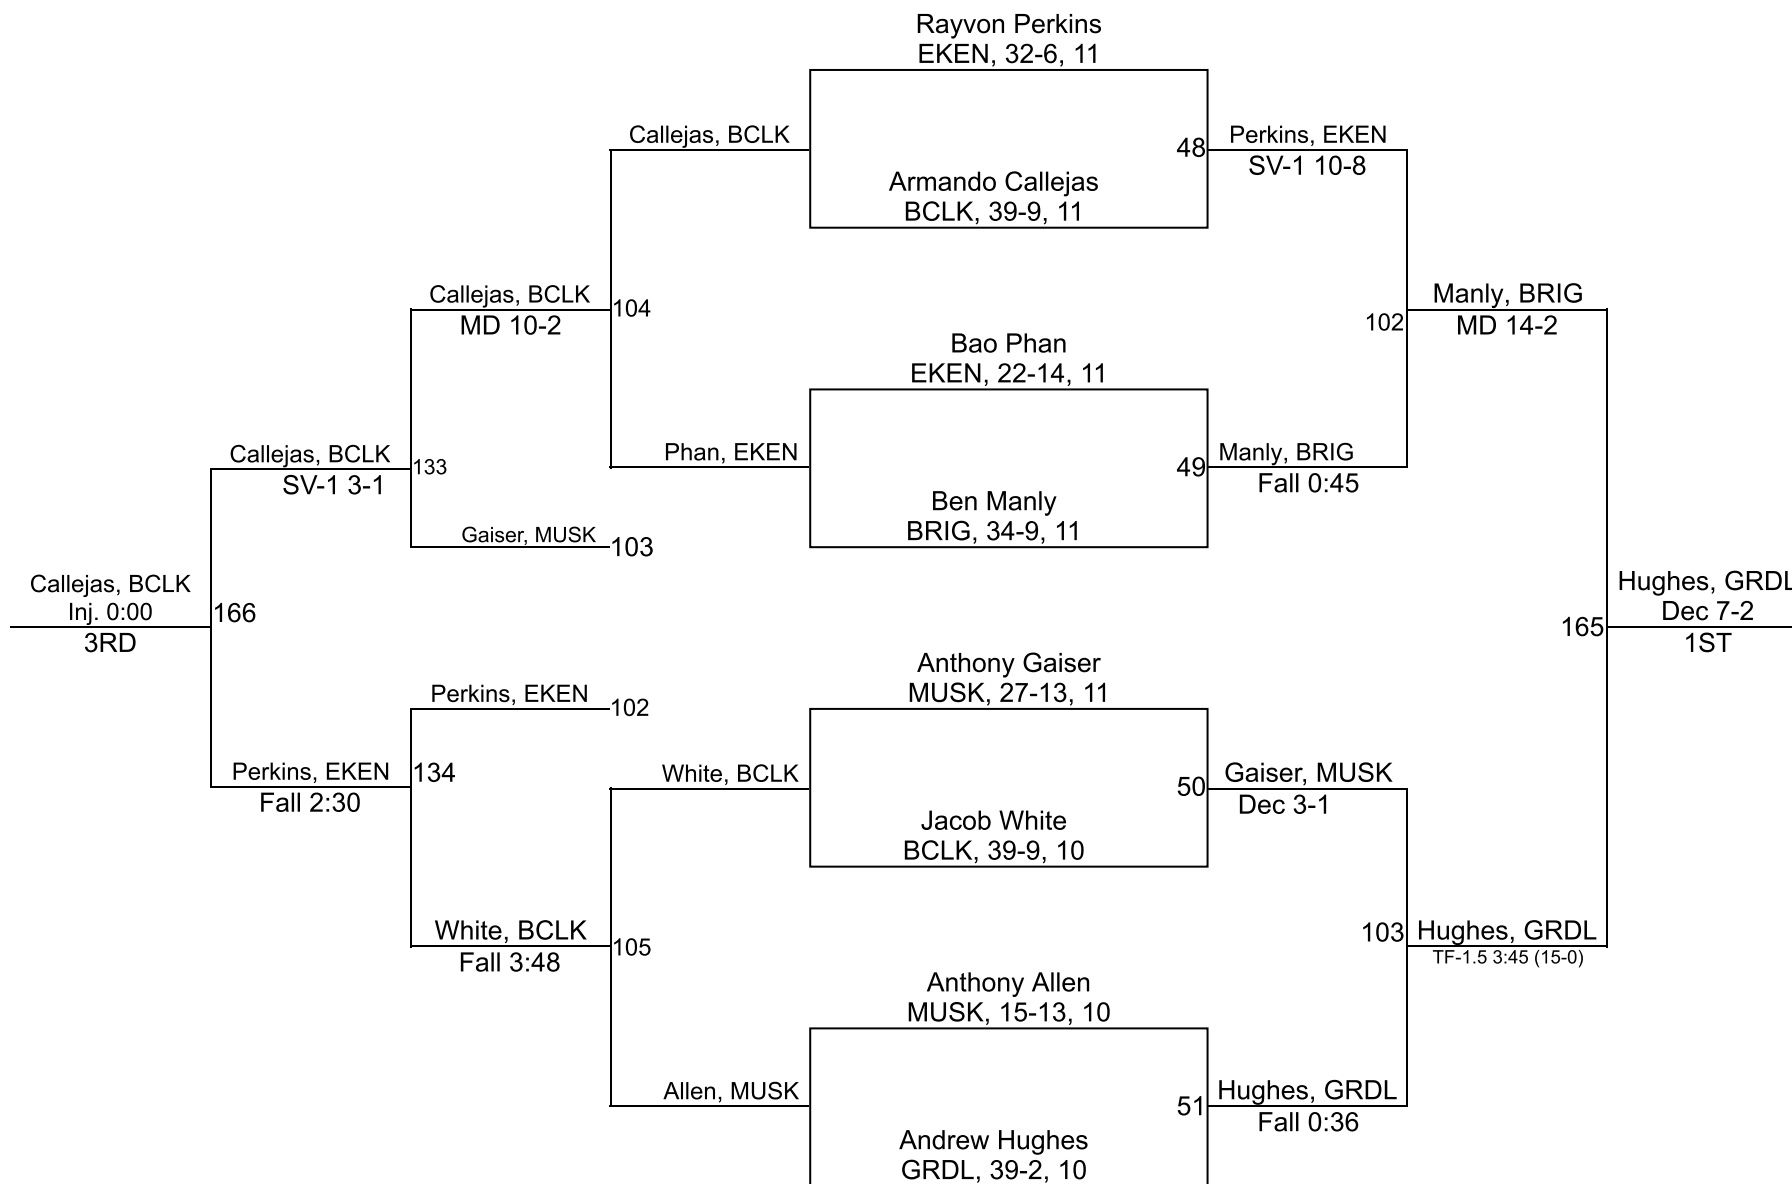 Rayvon Perkins
EKEN, 32-6, 11
Callejas, BCLK
48
Perkins, EKEN
SV-1 10-8
Armando Callejas
BCLK, 39-9, 11
Callejas, BCLK
MD 10-2
104
102
Manly, BRIG
MD 14-2
Bao Phan
EKEN, 22-14, 11
Callejas, BCLK
SV-1 3-1
133
Phan, EKEN
49
Manly, BRIG
Fall 0:45
Ben Manly
BRIG, 34-9, 11
Gaiser, MUSK
103
Callejas, BCLK
Inj. 0:00
3RD
166
165
Hughes, GRDL
Dec 7-2
1ST
Anthony Gaiser
MUSK, 27-13, 11
Perkins, EKEN
102
Perkins, EKEN
Fall 2:30
134
White, BCLK
50
Gaiser, MUSK
Dec 3-1
Jacob White
BCLK, 39-9, 10
White, BCLK
Fall 3:48
105
103
Hughes, GRDL
TF-1.5 3:45 (15-0)
Anthony Allen
MUSK, 15-13, 10
Allen, MUSK
51
Hughes, GRDL
Fall 0:36
Andrew Hughes
GRDL, 39-2, 10